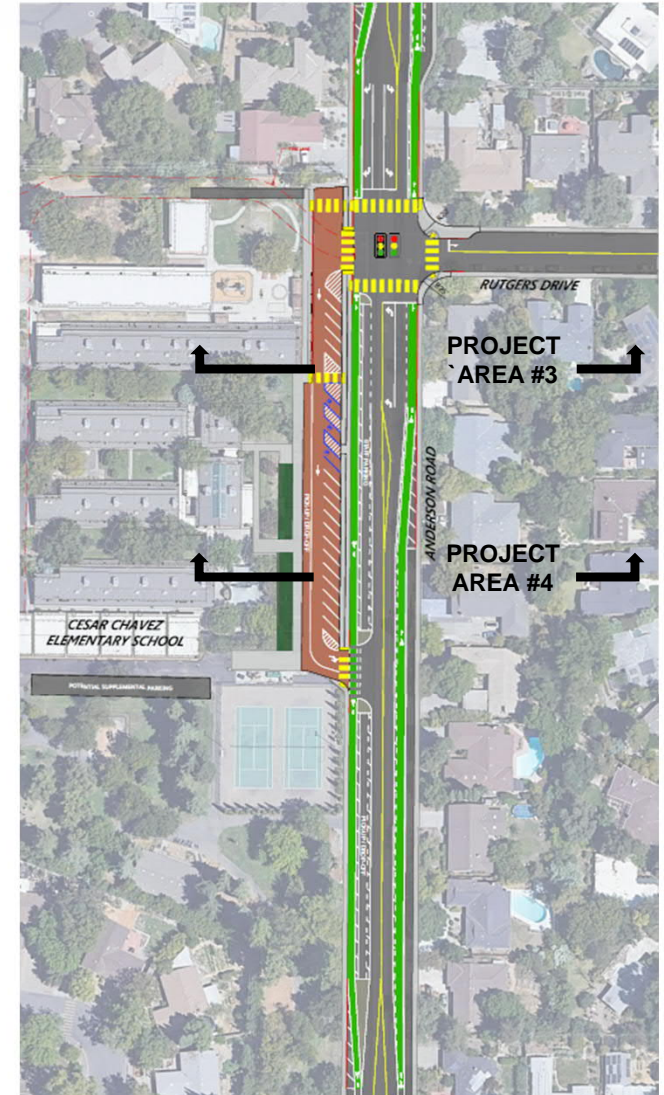 RUTGERS DRIVE
PROJECT
`AREA #3
ANDERSON ROAD
PROJECT
AREA #4
CESAR CHAVEZ
ELEMENTARY SCHOOL
POTENTIAL SUPPLEMENTAL PARKING